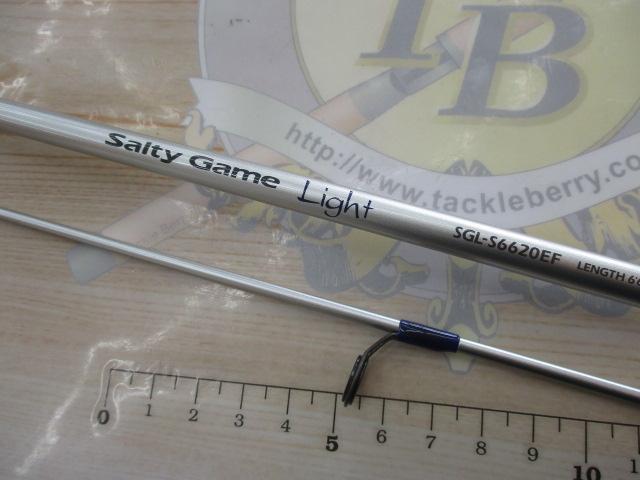 TB
http://www.tackleberry.co
Salty Game Light SGL-S6620EF LENGTH 6'6
0 1 2 3 4 5 6 7 8 9 10